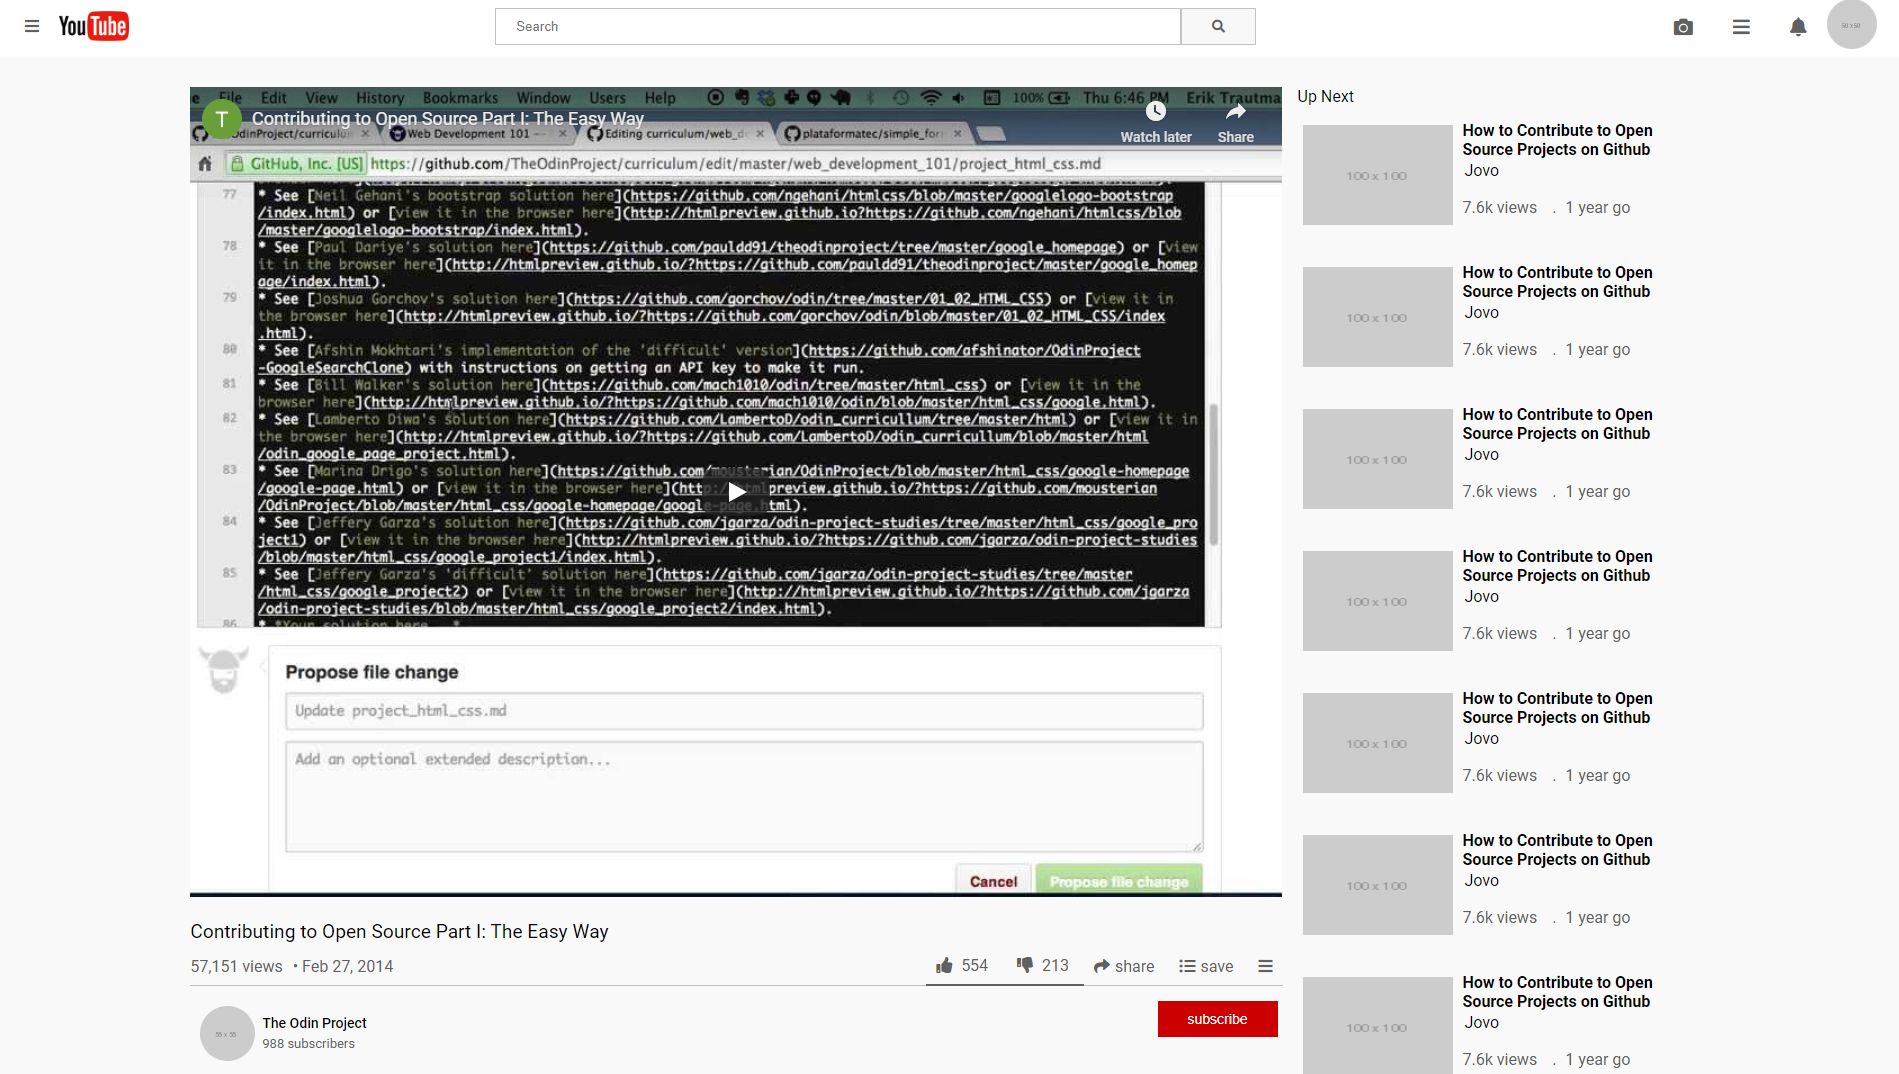 YouTube
Search
50 x 50
File Edit View History Bookmarks Window Users Help 100% Thu 6:46 PM Erik Trautma
T Contributing to Open Source Part I: The Easy Way
Watch later
Share
OdinProject/curriculum
Web Development 101
Editing curriculum/web_d
plataformatec/simple_for
GitHub, Inc. [US] https://github.com/TheOdinProject/curriculum/edit/master/web_development_101/project_html_css.md
77 * See [Neil Gehani's bootstrap solution here](https://github.com/ngehani/htmlcss/blob/master/googlelogo-bootstrap
/index.html) or [view it in the browser here](http://htmlpreview.github.io?https://github.com/ngehani/htmlcss/blob
/master/googlelogo-bootstrap/index.html).
78 * See [Paul Dariye's solution here](https://github.com/pauldd91/theodinproject/tree/master/google_homepage) or [view
it in the browser here](http://htmlpreview.github.io/?https://github.com/pauldd91/theodinproject/master/google_homep
age/index.html).
79 * See [Joshua Gorchov's solution here](https://github.com/gorchov/odin/tree/master/01_02_HTML_CSS) or [view it in
the browser here](http://htmlpreview.github.io/?https://github.com/gorchov/odin/blob/master/01_02_HTML_CSS/index
.html).
80 * See [Afshin Mokhtari's implementation of the 'difficult' version](https://github.com/afshinator/OdinProject
-GoogleSearchClone) with instructions on getting an API key to make it run.
81 * See [Bill Walker's solution here](https://github.com/mach1010/odin/tree/master/html_css) or [view it in the
browser here](http://htmlpreview.github.io/?https://github.com/mach1010/odin/blob/master/html_css/google.html).
82 * See [Lamberto Diwa's solution here](https://github.com/LambertoD/odin_curricullum/tree/master/html) or [view it in
the browser here](http://htmlpreview.github.io/?https://github.com/LambertoD/odin_curricullum/blob/master/html
/odin_google_page_project.html).
83 * See [Marina Drigo's solution here](https://github.com/mousterian/OdinProject/blob/master/html_css/google-homepage
/google-page.html) or [view it in the browser here](http://htmlpreview.github.io/?https://github.com/mousterian
/OdinProject/blob/master/html_css/google-homepage/google-page.html).
84 * See [Jeffery Garza's solution here](https://github.com/jgarza/odin-project-studies/tree/master/html_css/google_pro
ject1) or [view it in the browser here](http://htmlpreview.github.io/?https://github.com/jgarza/odin-project-studies
/blob/master/html_css/google_project1/index.html).
85 * See [Jeffery Garza's 'difficult' solution here](https://github.com/jgarza/odin-project-studies/tree/master
/html_css/google_project2) or [view it in the browser here](http://htmlpreview.github.io/?https://github.com/jgarza
/odin-project-studies/blob/master/html_css/google_project2/index.html).
86 * *Your solution here...*
Propose file change
Update project_html_css.md
Add an optional extended description...
Cancel
Propose file change
Contributing to Open Source Part I: The Easy Way
57,151 views • Feb 27, 2014
554
213
share
save
55 x 55
The Odin Project
988 subscribers
subscribe
Up Next
100 x 100
How to Contribute to Open
Source Projects on Github
Jovo
7.6k views . 1 year go
100 x 100
How to Contribute to Open
Source Projects on Github
Jovo
7.6k views . 1 year go
100 x 100
How to Contribute to Open
Source Projects on Github
Jovo
7.6k views . 1 year go
100 x 100
How to Contribute to Open
Source Projects on Github
Jovo
7.6k views . 1 year go
100 x 100
How to Contribute to Open
Source Projects on Github
Jovo
7.6k views . 1 year go
100 x 100
How to Contribute to Open
Source Projects on Github
Jovo
7.6k views . 1 year go
100 x 100
How to Contribute to Open
Source Projects on Github
Jovo
7.6k views . 1 year go